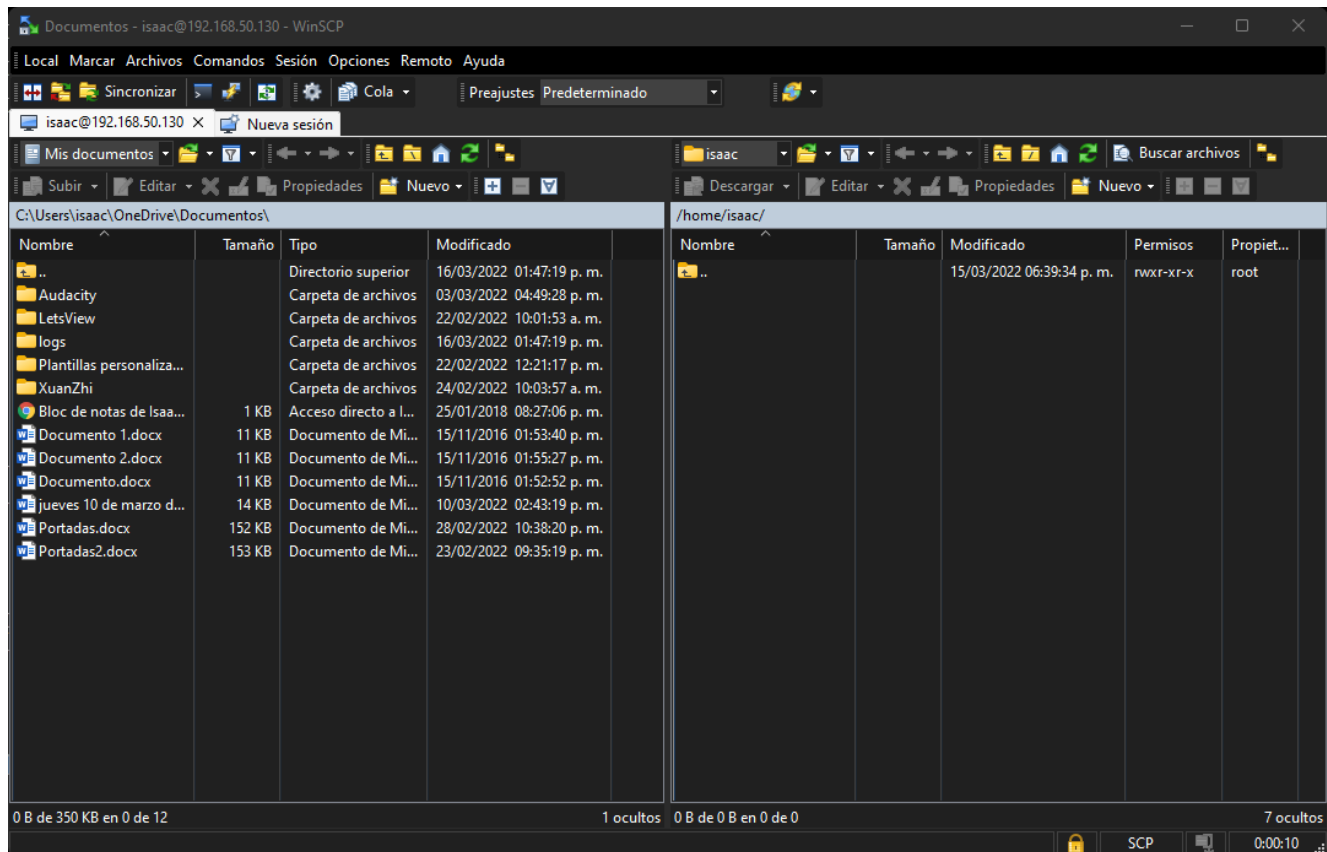 Documentos - isaac@192.168.50.130 - WinSCP
Local Marcar Archivos Comandos Sesión Opciones Remoto Ayuda
Sincronizar Cola Preajustes Predeterminado
isaac@192.168.50.130 Nueva sesión
Mis documentos isaac Buscar archivos
Subir Editar Propiedades Nuevo Descargar Editar Propiedades Nuevo
C:\Users\isaac\OneDrive\Documentos\ /home/isaac/
Nombre Tamaño Tipo Modificado Nombre Tamaño Modificado Permisos Propiet...
.. Directorio superior 16/03/2022 01:47:19 p. m. .. 15/03/2022 06:39:34 p. m. rwxr-xr-x root
Audacity Carpeta de archivos 03/03/2022 04:49:28 p. m.
LetsView Carpeta de archivos 22/02/2022 10:01:53 a. m.
logs Carpeta de archivos 16/03/2022 01:47:19 p. m.
Plantillas personaliza... Carpeta de archivos 22/02/2022 12:21:17 p. m.
XuanZhi Carpeta de archivos 24/02/2022 10:03:57 a. m.
Bloc de notas de Isaa... 1 KB Acceso directo a I... 25/01/2018 08:27:06 p. m.
Documento 1.docx 11 KB Documento de Mi... 15/11/2016 01:53:40 p. m.
Documento 2.docx 11 KB Documento de Mi... 15/11/2016 01:55:27 p. m.
Documento.docx 11 KB Documento de Mi... 15/11/2016 01:52:52 p. m.
jueves 10 de marzo d... 14 KB Documento de Mi... 10/03/2022 02:43:19 p. m.
Portadas.docx 152 KB Documento de Mi... 28/02/2022 10:38:20 p. m.
Portadas2.docx 153 KB Documento de Mi... 23/02/2022 09:35:19 p. m.
0 B de 350 KB en 0 de 12 1 ocultos 0 B de 0 B en 0 de 0 7 ocultos
SCP 0:00:10